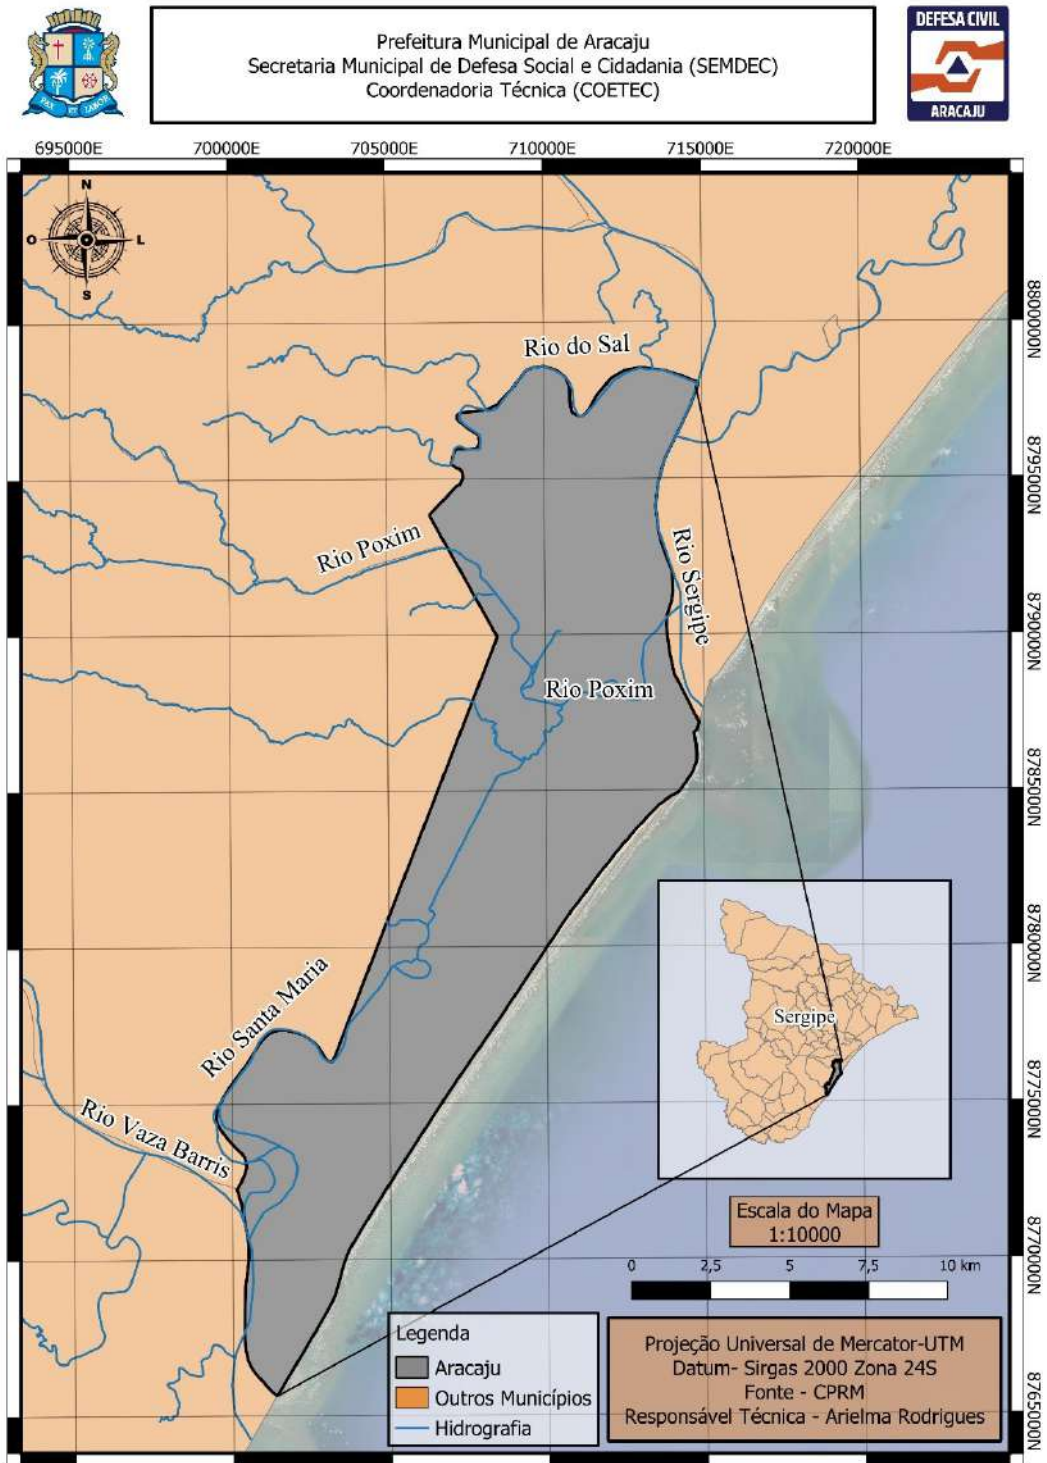 Prefeitura Municipal de Aracaju
Secretaria Municipal de Defesa Social e Cidadania (SEMDEC)
Coordenadoria Técnica (COETEC)
DEFESA CIVIL
ARACAJU
PAX ET LABOR
695000E 700000E 705000E 710000E 715000E 720000E
N
O L
S
8800000N
Rio do Sal
8795000N
Rio Poxim
Rio Sergipe
8790000N
Rio Poxim
8785000N
8780000N
Rio Santa Maria
Sergipe
8775000N
Rio Vaza Barris
Escala do Mapa
1:10000
8770000N
0 2,5 5 7,5 10 km
Legenda
Aracaju
Outros Municípios
Hidrografia
Projeção Universal de Mercator-UTM
Datum- Sirgas 2000 Zona 24S
Fonte - CPRM
Responsável Técnica - Arielma Rodrigues
8765000N